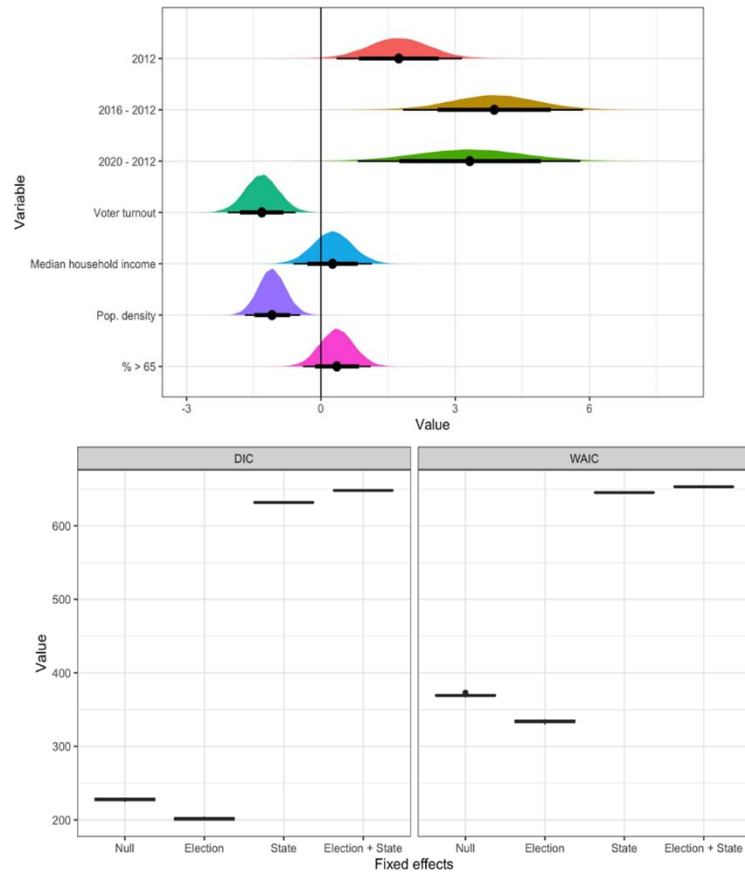 Variable
2012
2016 - 2012
2020 - 2012
Voter turnout
Median household income
Pop. density
% > 65
-3 0 3 6
Value
DIC WAIC
Value
600
500
400
300
200
Null Election State Election + State Null Election State Election + State
Fixed effects